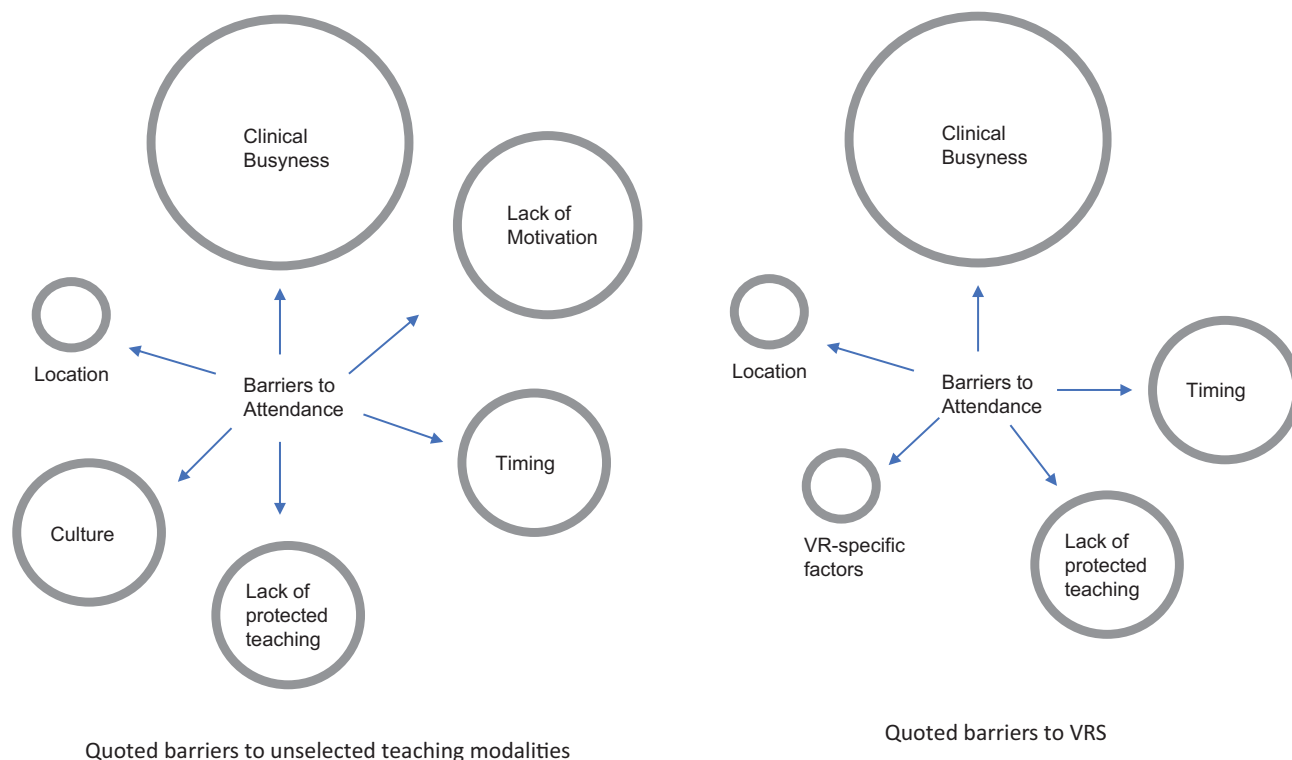 Clinical
Busyness
Lack of
Motivation
Location
Barriers to
Attendance
Timing
Culture
Lack of
protected
teaching
Quoted barriers to unselected teaching modalities
Clinical
Busyness
Location
Barriers to
Attendance
Timing
VR-specific
factors
Lack of
protected
teaching
Quoted barriers to VRS